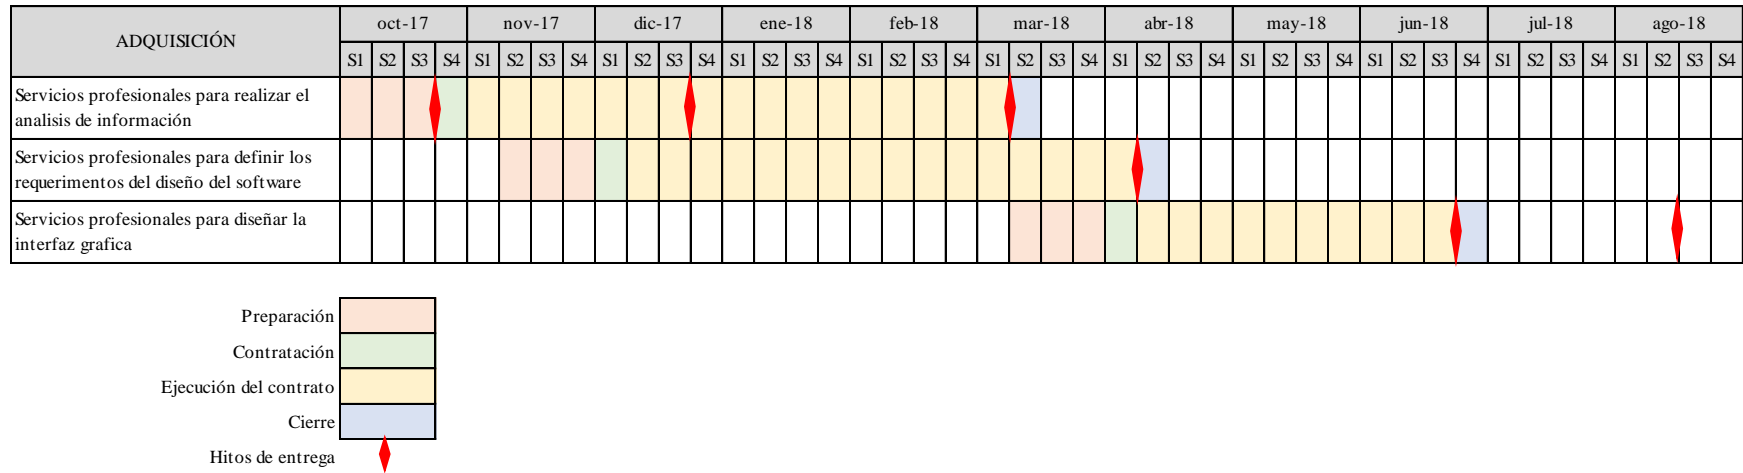 ADQUISICIÓN
oct-17 nov-17 dic-17 ene-18 feb-18 mar-18 abr-18 may-18 jun-18 jul-18 ago-18
S1 S2 S3 S4 S1 S2 S3 S4 S1 S2 S3 S4 S1 S2 S3 S4 S1 S2 S3 S4 S1 S2 S3 S4 S1 S2 S3 S4 S1 S2 S3 S4 S1 S2 S3 S4 S1 S2 S3 S4 S1 S2 S3 S4
Servicios profesionales para realizar el
analisis de información
Servicios profesionales para definir los
requerimentos del diseño del software
Servicios profesionales para diseñar la
interfaz grafica
Preparación
Contratación
Ejecución del contrato
Cierre
Hitos de entrega